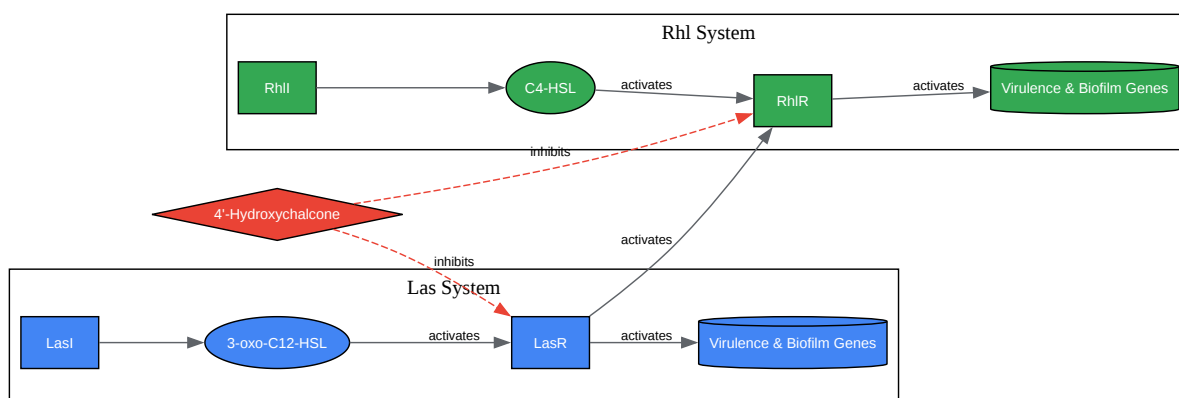 Rhl System
RhlI
C4-HSL
activates
RhlR
activates
Virulence & Biofilm Genes
inhibits
4'-Hydroxychalcone
activates
inhibits
Las System
LasI
3-oxo-C12-HSL
activates
LasR
activates
Virulence & Biofilm Genes